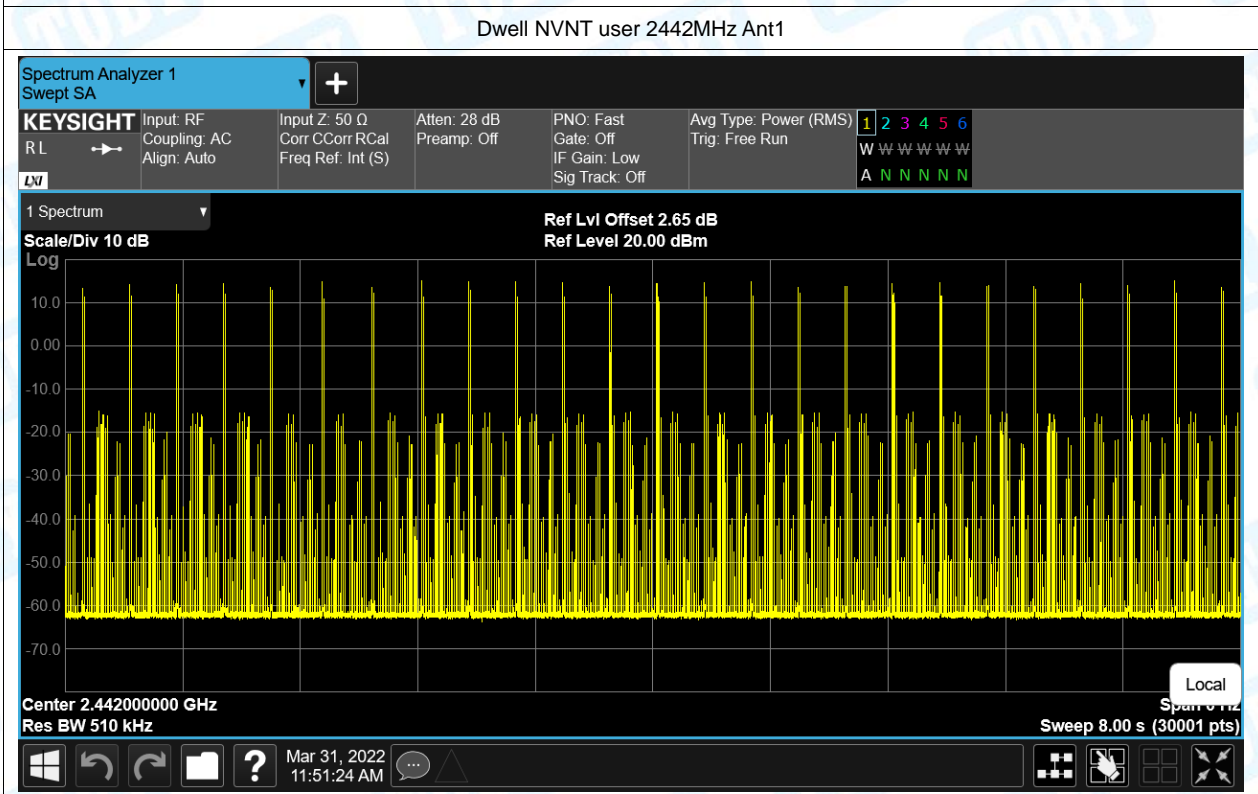 Dwell NVNT user 2442MHz Ant1
Spectrum Analyzer 1
Swept SA
KEYSIGHT
R L
LXI
Input: RF
Coupling: AC
Align: Auto
Input Z: 50 Ω
Corr CCorr RCal
Freq Ref: Int (S)
Atten: 28 dB
Preamp: Off
PNO: Fast
Gate: Off
IF Gain: Low
Sig Track: Off
Avg Type: Power (RMS)
Trig: Free Run
1 2 3 4 5 6
W W W W W W
A N N N N N
1 Spectrum
Scale/Div 10 dB
Ref Lvl Offset 2.65 dB
Ref Level 20.00 dBm
Log
10.0
0.00
-10.0
-20.0
-30.0
-40.0
-50.0
-60.0
-70.0
Local
Center 2.442000000 GHz
Span 0 Hz
Res BW 510 kHz
Sweep 8.00 s (30001 pts)
Mar 31, 2022
11:51:24 AM